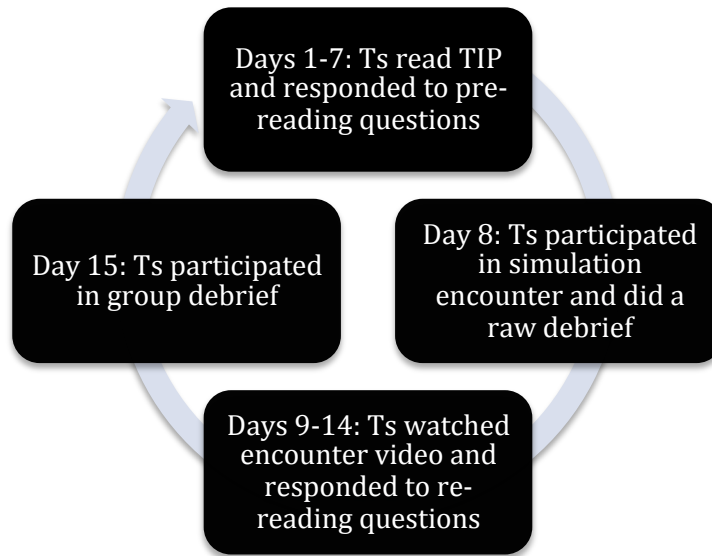 Days 1-7: Ts read TIP
and responded to pre-
reading questions
Day 8: Ts participated
in simulation
encounter and did a
raw debrief
Days 9-14: Ts watched
encounter video and
responded to re-
reading questions
Day 15: Ts participated
in group debrief